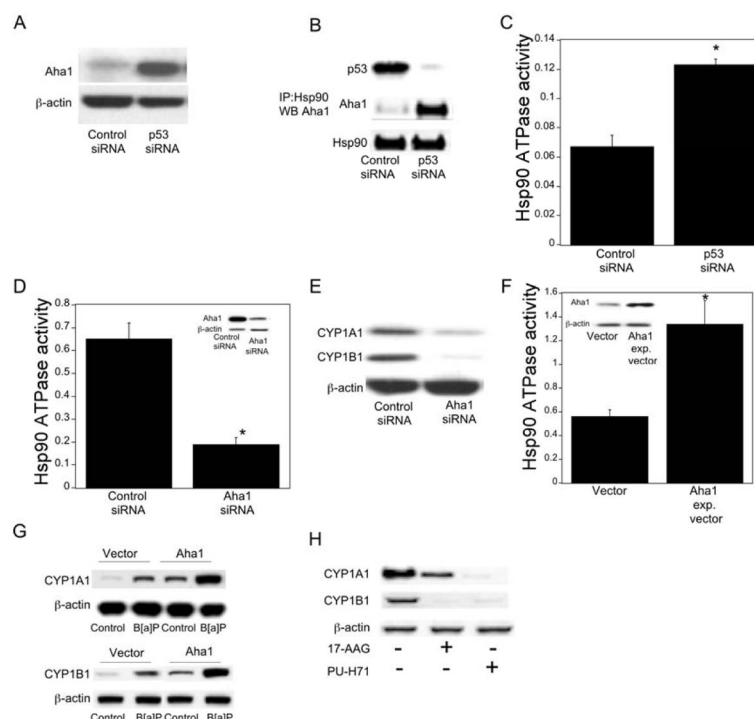 A
Aha1
β-actin
Control siRNA
p53 siRNA
B
p53
IP:Hsp90
WB Aha1
Aha1
Hsp90
Control siRNA
p53 siRNA
C
Hsp90 ATPase activity
0.14
0.12
0.1
0.08
0.06
0.04
0.02
0
*
Control siRNA
p53 siRNA
D
Hsp90 ATPase activity
0.8
0.7
0.6
0.5
0.4
0.3
0.2
0.1
0
Aha1
β-actin
Control siRNA
Aha1 siRNA
*
Control siRNA
Aha1 siRNA
E
CYP1A1
CYP1B1
β-actin
Control siRNA
Aha1 siRNA
F
Hsp90 ATPase activity
1.6
1.4
1.2
1.0
0.8
0.6
0.4
0.2
0
Aha1
β-actin
Vector
Aha1 exp. vector
*
Vector
Aha1 exp. vector
G
Vector Aha1
CYP1A1
β-actin
Control B[a]P Control B[a]P
Vector Aha1
CYP1B1
β-actin
Control B[a]P Control B[a]P
H
CYP1A1
CYP1B1
β-actin
17-AAG - + -
PU-H71 - - +